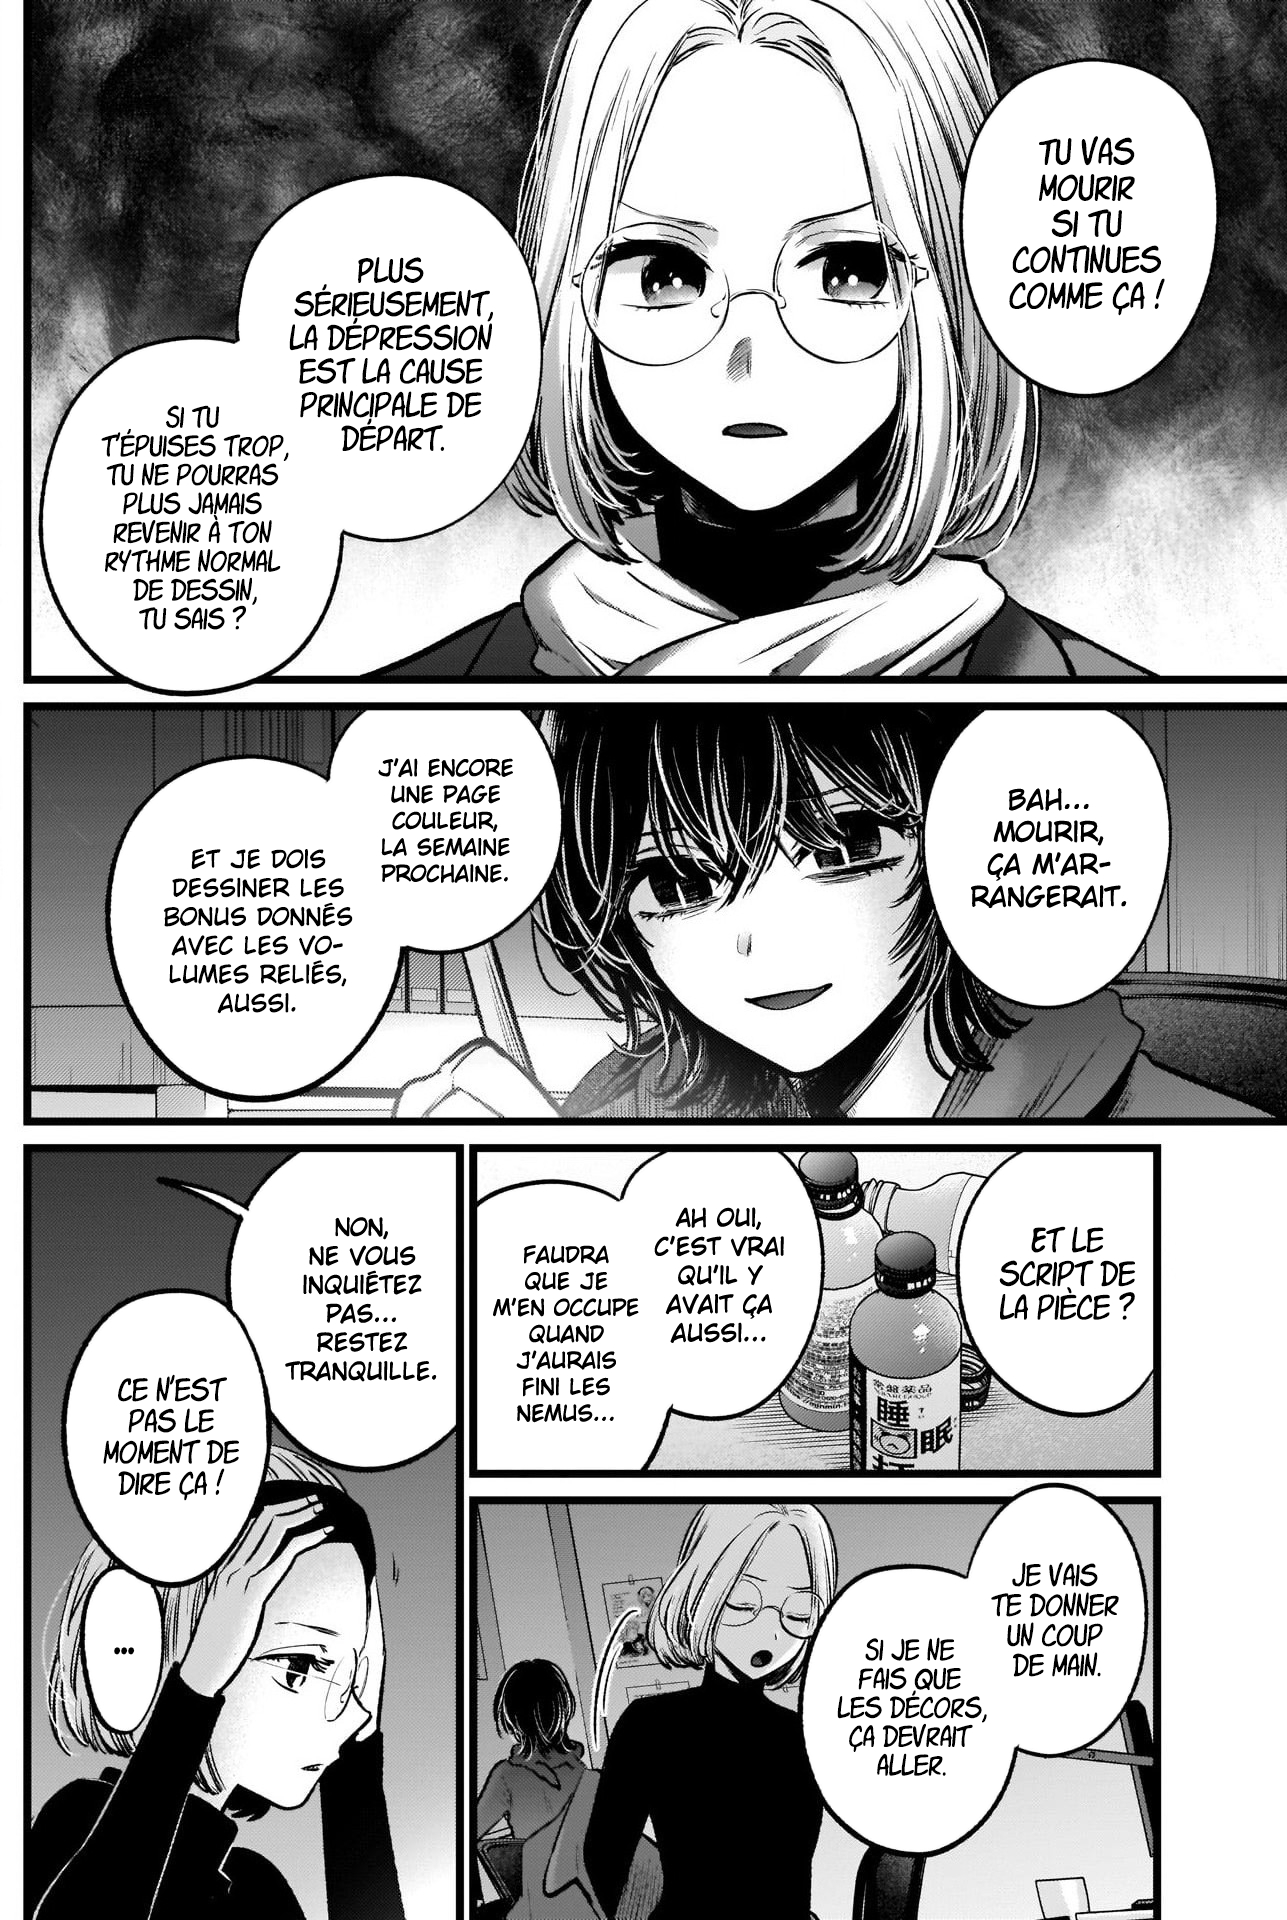 TU VAS
MOURIR
SI TU
CONTINUES
COMME ÇA !
PLUS
SÉRIEUSEMENT,
LA DÉPRESSION
EST LA CAUSE
PRINCIPALE DE
DÉPART.
SI TU
T'ÉPUISES TROP,
TU NE POURRAS
PLUS JAMAIS
REVENIR À TON
RYTHME NORMAL
DE DESSIN,
TU SAIS ?
BAH...
MOURIR,
ÇA M'AR-
RANGERAIT.
J'AI ENCORE
UNE PAGE
COULEUR,
LA SEMAINE
PROCHAINE.
ET JE DOIS
DESSINER LES
BONUS DONNÉS
AVEC LES VO-
LUMES RELIÉS,
AUSSI.
ET LE
SCRIPT DE
LA PIÈCE ?
睡
眠
AH OUI,
C'EST VRAI
QU'IL Y
AVAIT ÇA
AUSSI...
FAUDRA
QUE JE
M'EN OCCUPE
QUAND
J'AURAIS
FINI LES
NEMUS...
NON,
NE VOUS
INQUIÉTEZ
PAS...
RESTEZ
TRANQUILLE.
CE N'EST
PAS LE
MOMENT DE
DIRE ÇA !
...
JE VAIS
TE DONNER
UN COUP
DE MAIN.
SI JE NE
FAIS QUE
LES DÉCORS,
ÇA DEVRAIT
ALLER.